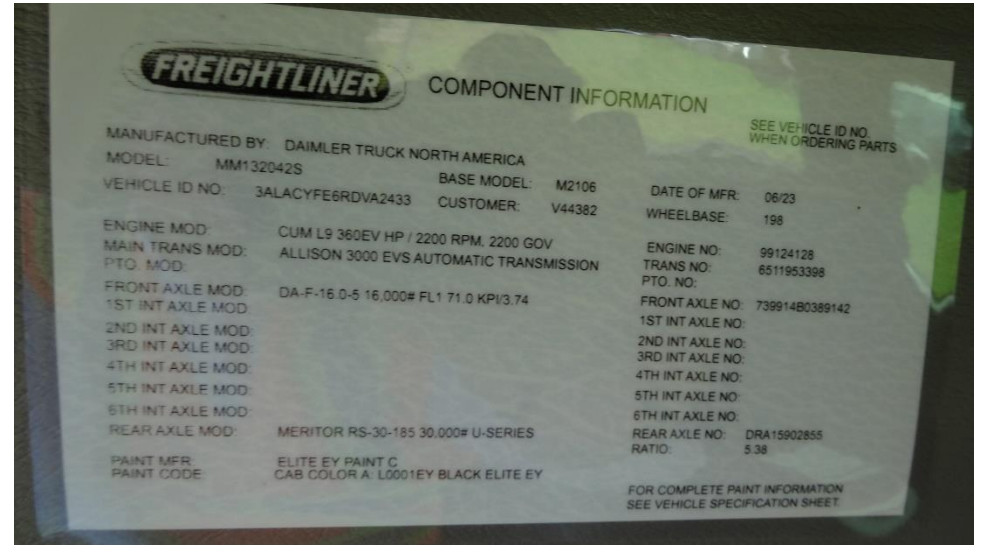 FREIGHTLINER COMPONENT INFORMATION
SEE VEHICLE ID NO.
WHEN ORDERING PARTS
MANUFACTURED BY: DAIMLER TRUCK NORTH AMERICA
MODEL: MM132042S BASE MODEL: M2106 DATE OF MFR: 06/23
VEHICLE ID NO: 3ALACYFE6RDVA2433 CUSTOMER: V44382 WHEELBASE: 198
ENGINE MOD: CUM L9 360EV HP / 2200 RPM, 2200 GOV ENGINE NO: 99124128
MAIN TRANS MOD: ALLISON 3000 EVS AUTOMATIC TRANSMISSION TRANS NO: 6511953398
PTO. MOD: PTO. NO:
FRONT AXLE MOD: DA-F-16.0-5 16,000# FL1 71.0 KPI/3.74 FRONT AXLE NO: 739914B0389142
1ST INT AXLE MOD: 1ST INT AXLE NO:
2ND INT AXLE MOD: 2ND INT AXLE NO:
3RD INT AXLE MOD: 3RD INT AXLE NO:
4TH INT AXLE MOD: 4TH INT AXLE NO:
5TH INT AXLE MOD: 5TH INT AXLE NO:
6TH INT AXLE MOD: 6TH INT AXLE NO:
REAR AXLE MOD: MERITOR RS-30-185 30,000# U-SERIES REAR AXLE NO: DRA15902855
RATIO: 5.38
PAINT MFR: ELITE EY PAINT C
PAINT CODE: CAB COLOR A: L0001EY BLACK ELITE EY
FOR COMPLETE PAINT INFORMATION
SEE VEHICLE SPECIFICATION SHEET.